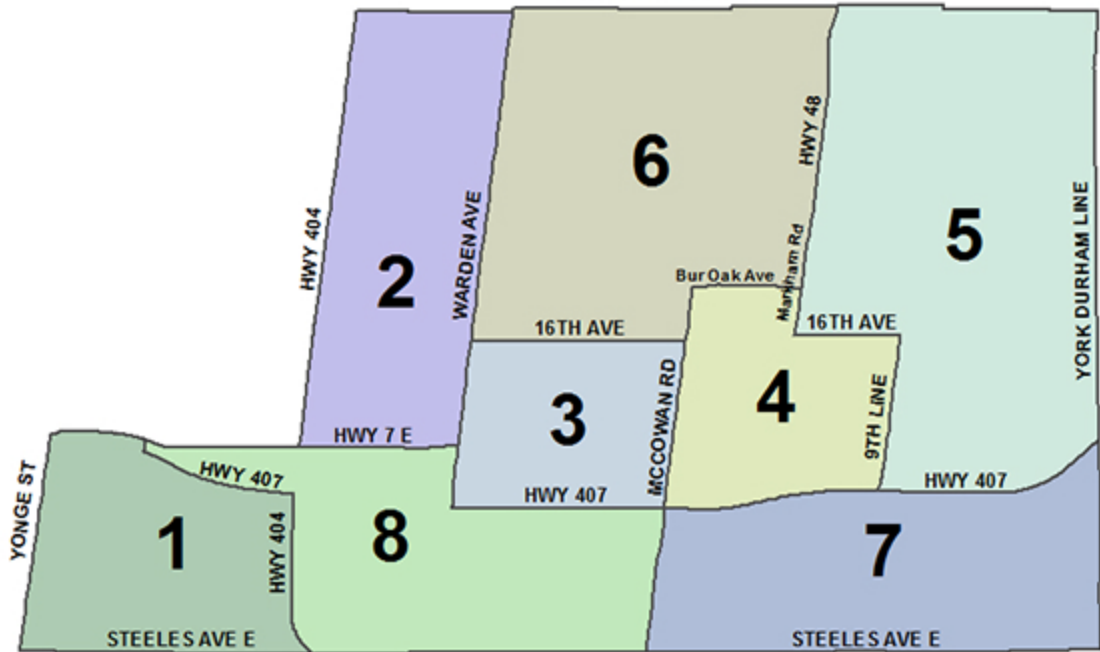 6
HWY 48
HWY 404
WARDEN AVE
5
YORK DURHAM LINE
2
Bur Oak Ave
Markham Rd
16TH AVE
16TH AVE
3
MCCOWAN RD
4
9TH LINE
HWY 7 E
YONGE ST
HWY 407
HWY 407
HWY 407
1
HWY 404
8
7
STEELES AVE E
STEELES AVE E